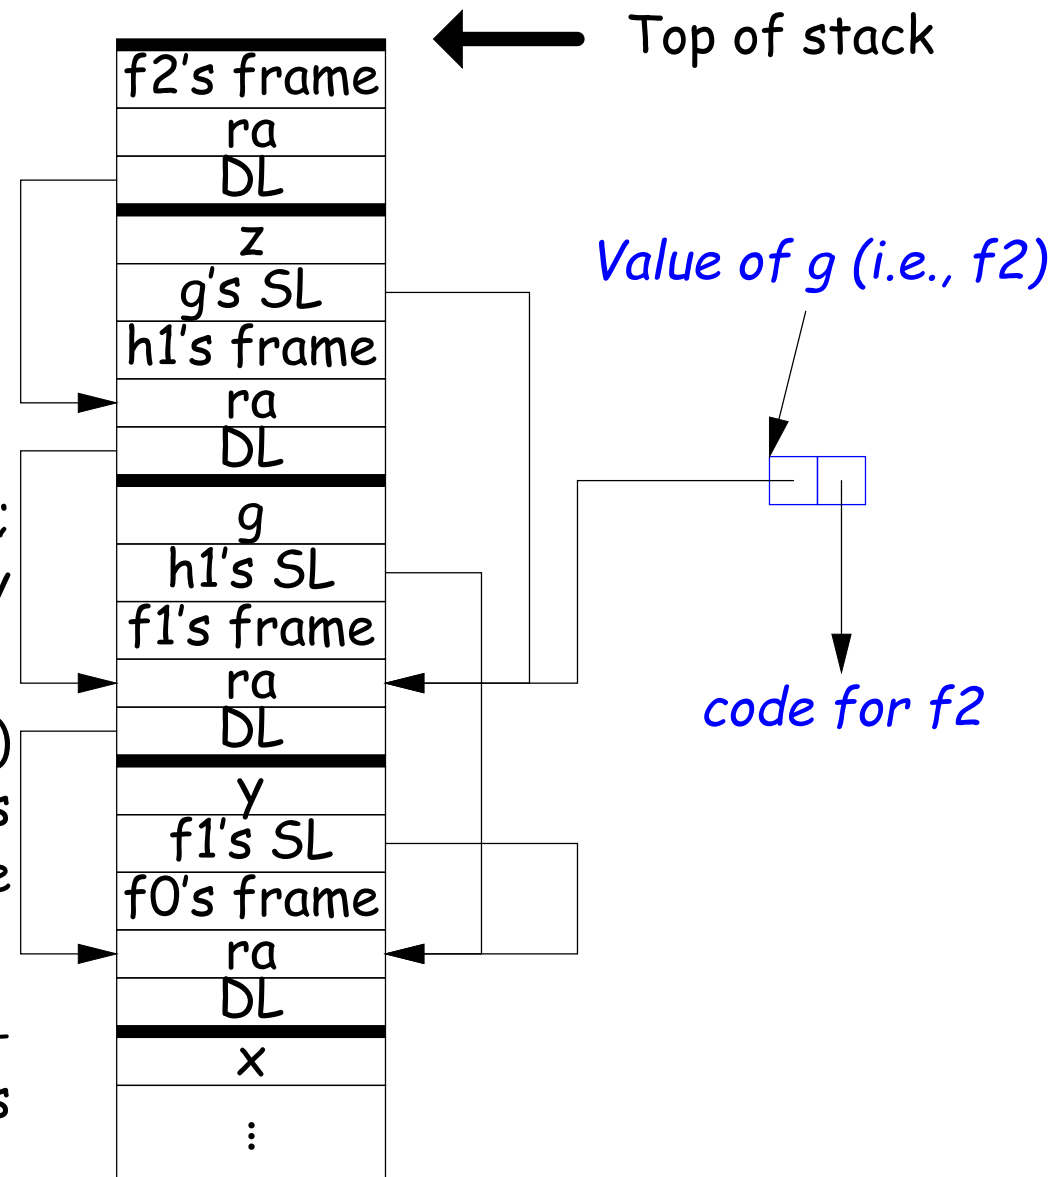 Top of stack
f2's frame
ra
DL
z
g's SL
h1's frame
ra
DL
g
h1's SL
f1's frame
ra
DL
y
f1's SL
f0's frame
ra
DL
x
⋮
Value of g (i.e., f2)
code for f2
)
s
e
s